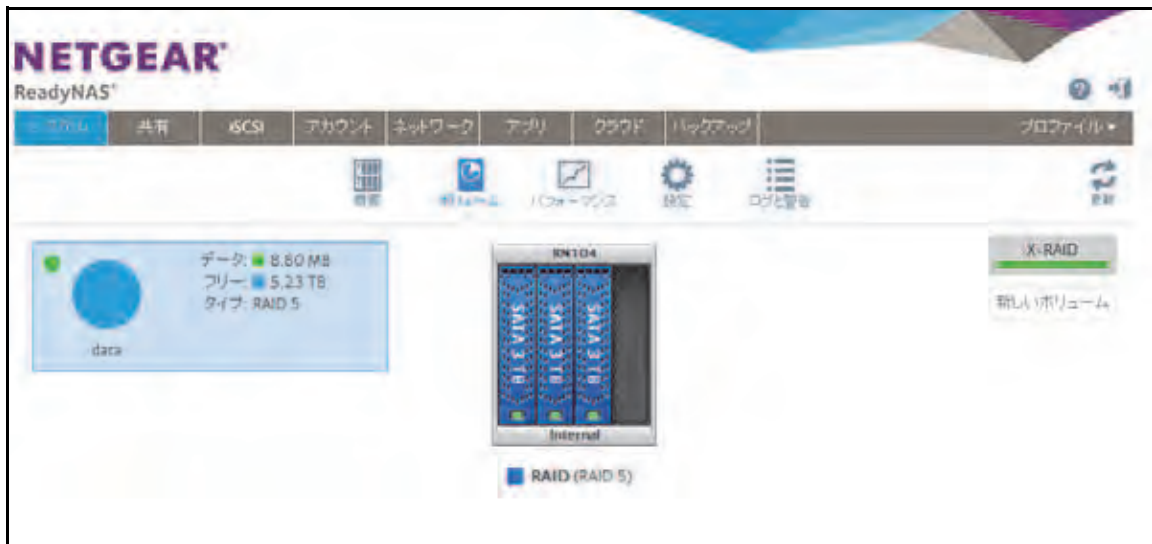 NETGEAR®
ReadyNAS®
システム 共有 iSCSI アカウント ネットワーク アプリ クラウド バックアップ プロファイル▼
概要 ボリューム パフォーマンス 設定 ログと警告 更新
データ: 8.80 MB
フリー: 5.23 TB
タイプ: RAID 5
data
RN104
SATA 3 TB SATA 3 TB SATA 3 TB
Internal
RAID (RAID 5)
X-RAID
新しいボリューム